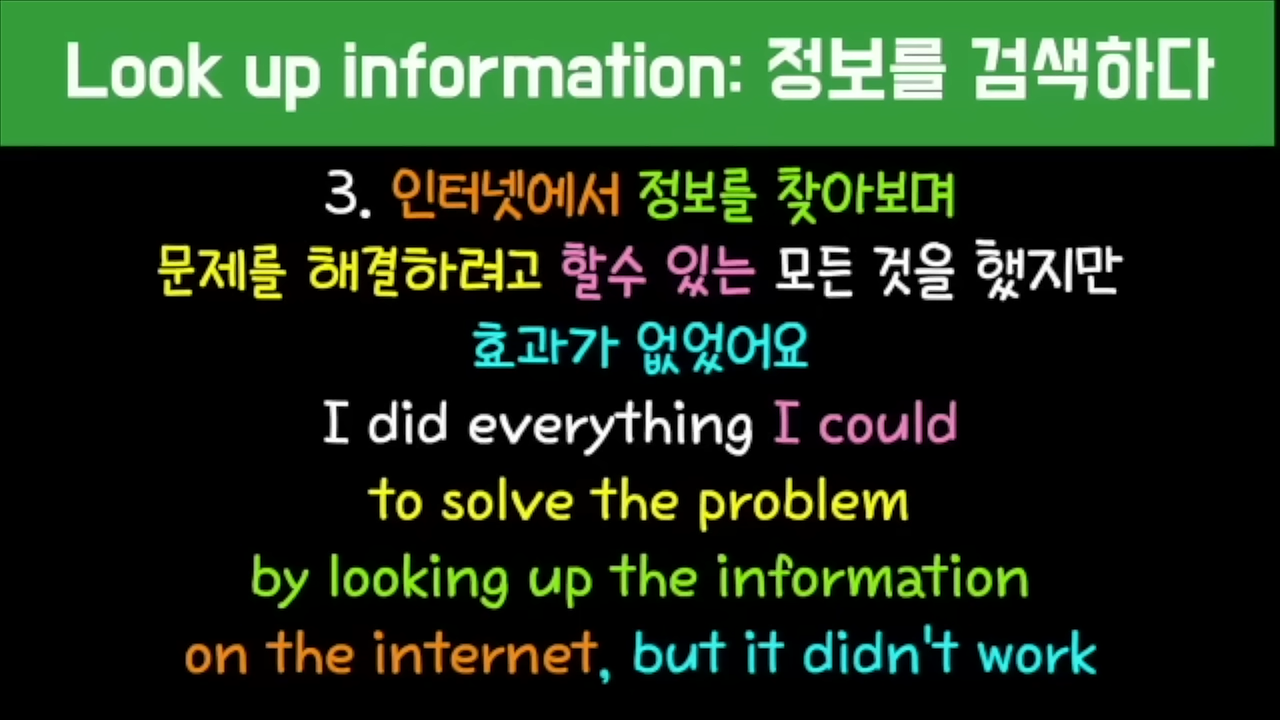 Look up information: 정보를 검색하다
3. 인터넷에서 정보를 찾아보며
문제를 해결하려고 할수 있는 모든 것을 했지만
효과가 없었어요
I did everything I could
to solve the problem
by looking up the information
on the internet, but it didn't work